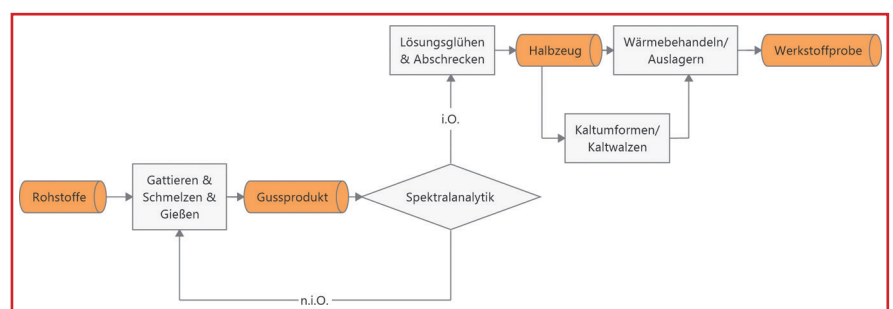 Rohstoffe
Gattieren &
Schmelzen &
Gießen
Gussprodukt
Spektralanalytik
n.i.O.
i.O.
Lösungsglühen
& Abschrecken
Halbzeug
Kaltumformen/
Kaltwalzen
Wärmebehandeln/
Auslagern
Werkstoffprobe